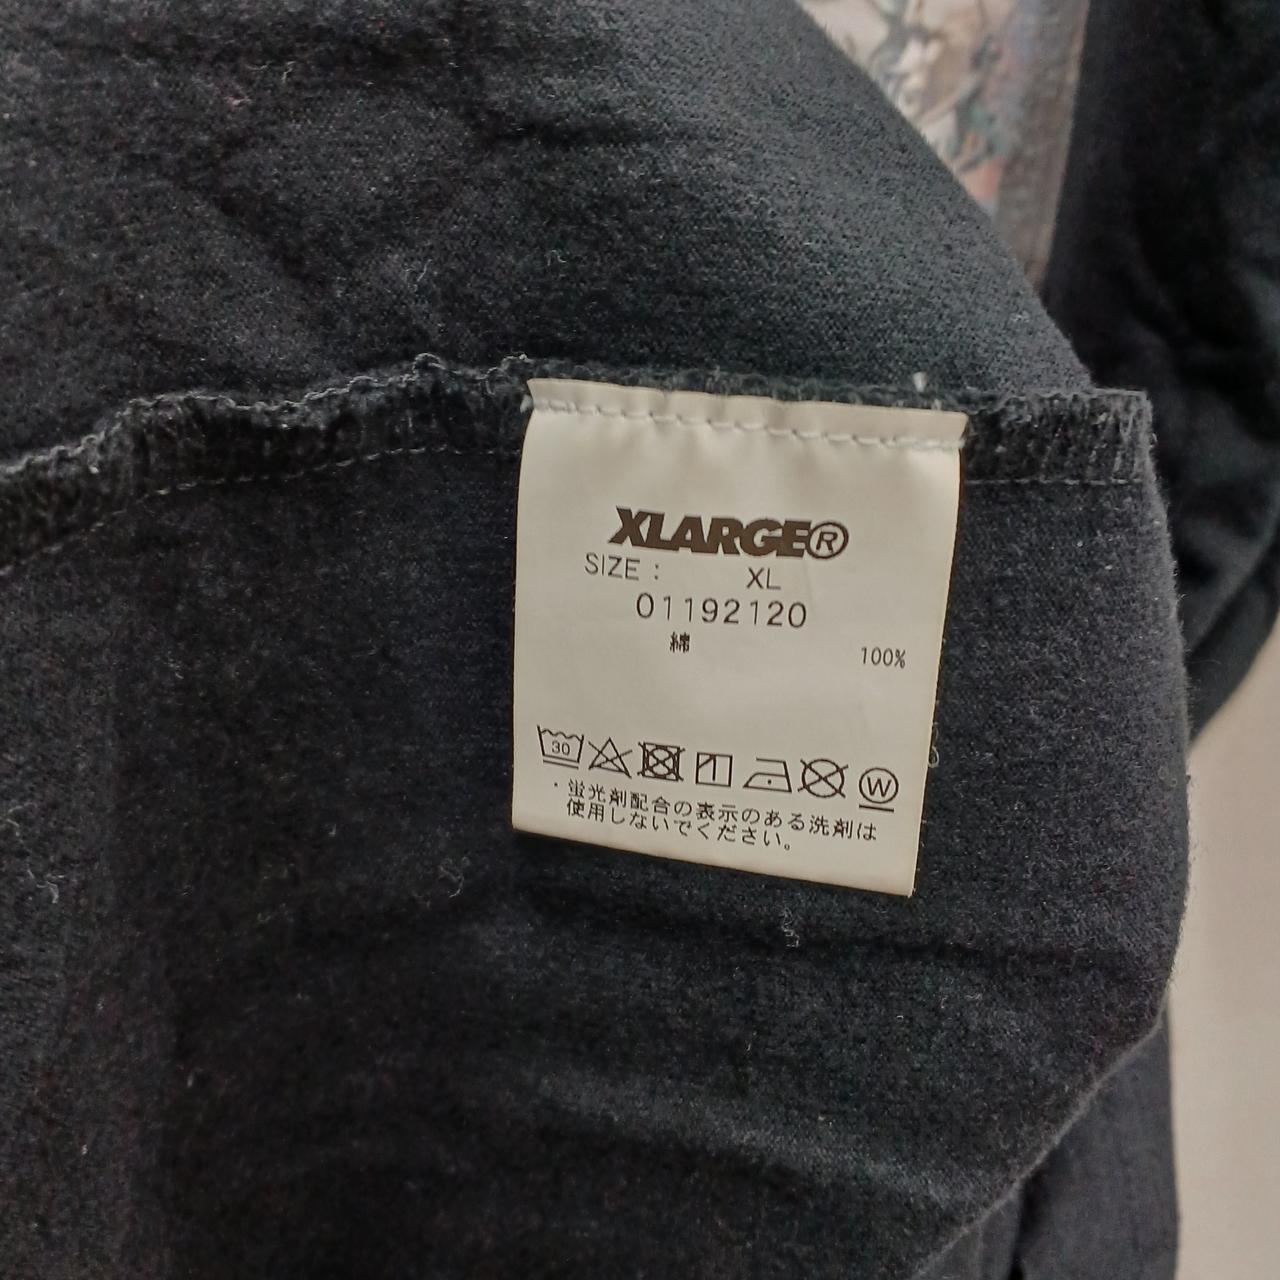 XLARGE®
SIZE : XL
01192120
綿 100%
30 W
・蛍光剤配合の表示のある洗剤は
使用しないでください。